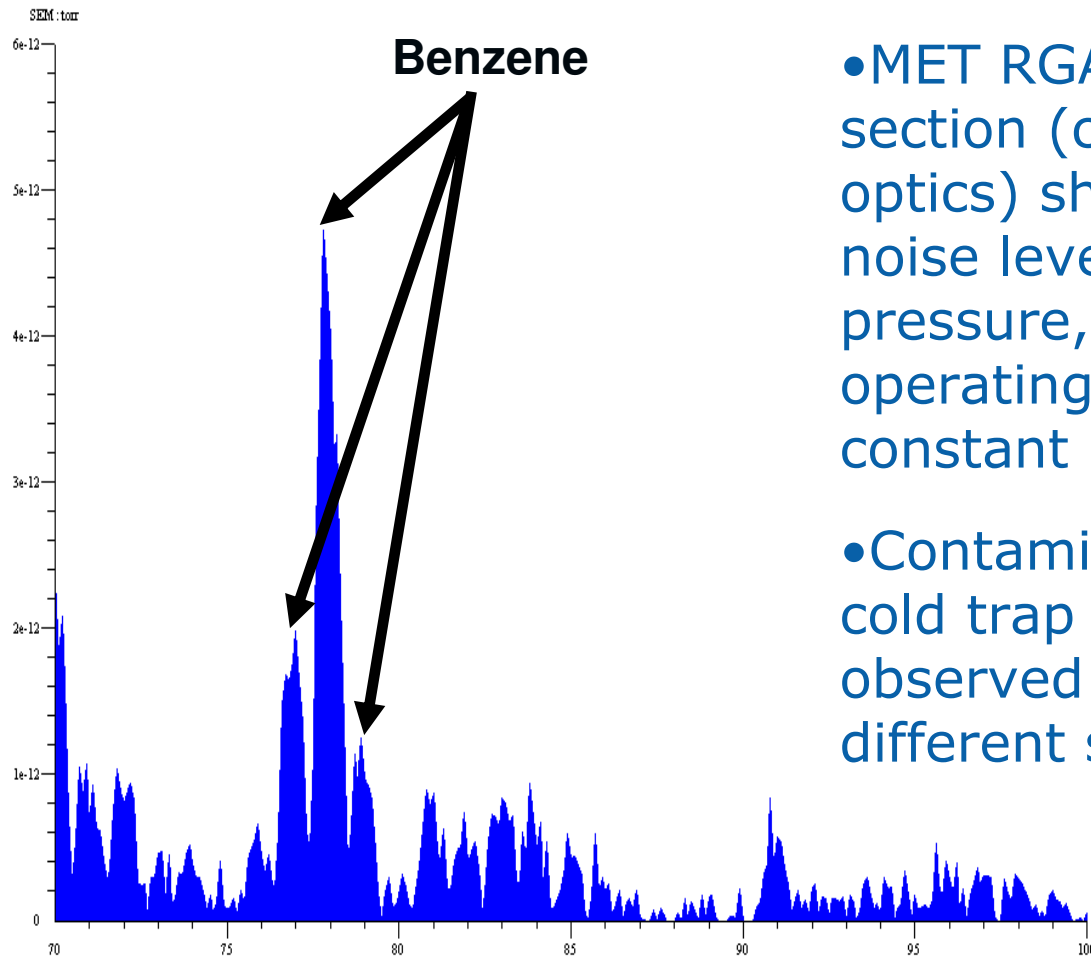 SEM : torr
6e-12
5e-12
4e-12
3e-12
2e-12
1e-12
0
70
75
80
85
90
95
Benzene
•MET RGA
section (
optics) sh
noise leve
pressure,
operating
constant
•Contami
cold trap
observed
different s